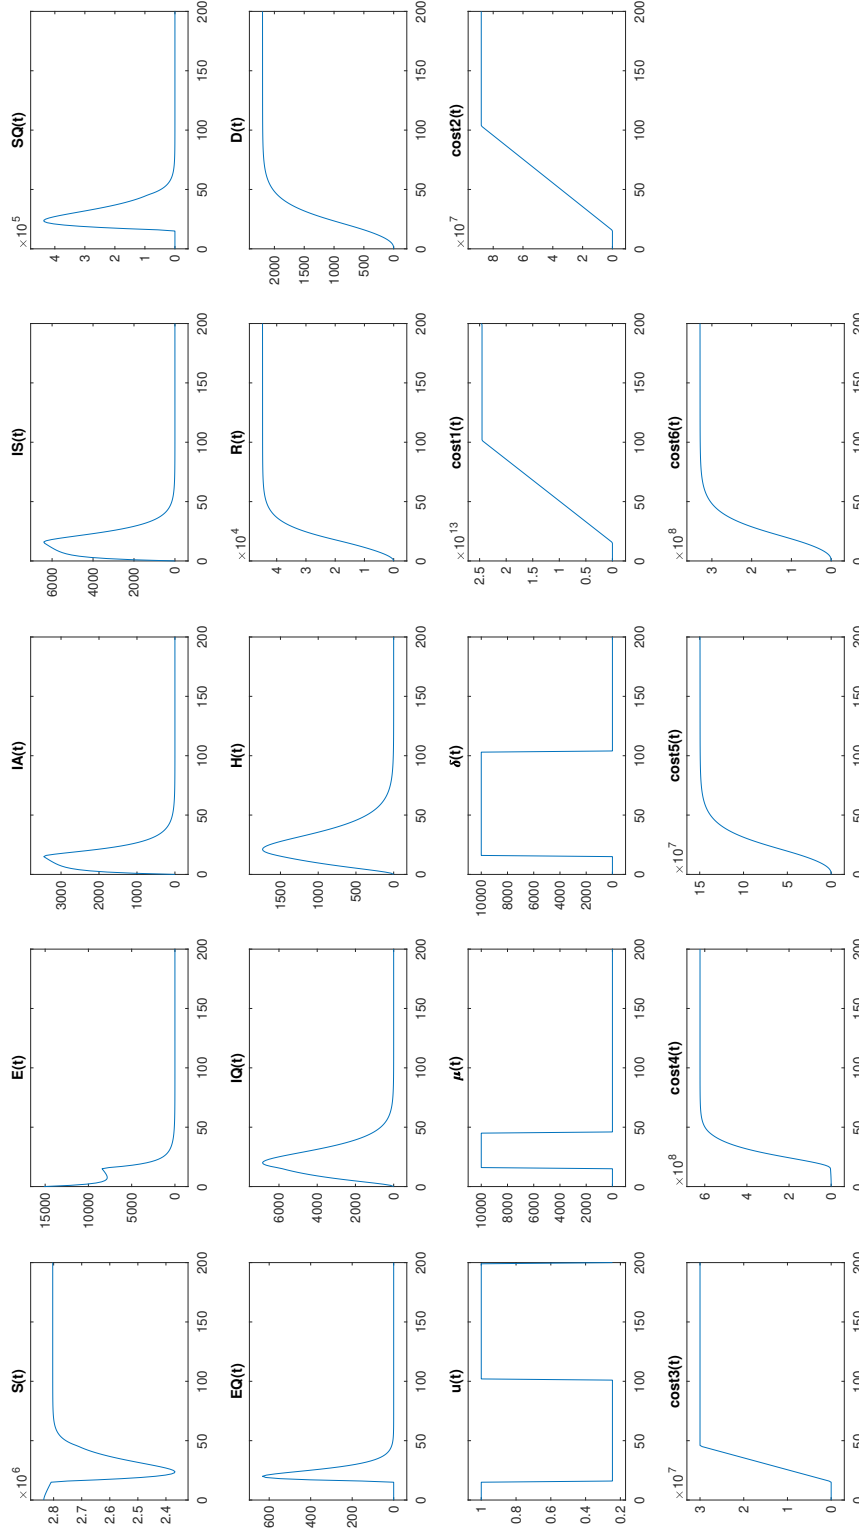 S(t)
×10^6
2.8
2.7
2.6
2.5
2.4
0 50 100 150 200
E(t)
15000
10000
5000
0
0 50 100 150 200
IA(t)
3000
2000
1000
0
0 50 100 150 200
IS(t)
6000
4000
2000
0
0 50 100 150 200
SQ(t)
×10^5
4
3
2
1
0
0 50 100 150 200
EQ(t)
600
400
200
0
0 50 100 150 200
IQ(t)
6000
4000
2000
0
0 50 100 150 200
H(t)
1500
1000
500
0
0 50 100 150 200
R(t)
×10^4
4
3
2
1
0
0 50 100 150 200
D(t)
2000
1500
1000
500
0
0 50 100 150 200
u(t)
1
0.8
0.6
0.4
0.2
0 50 100 150 200
μ(t)
10000
8000
6000
4000
2000
0
0 50 100 150 200
δ(t)
10000
8000
6000
4000
2000
0
0 50 100 150 200
cost1(t)
×10^13
2.5
2
1.5
1
0.5
0
0 50 100 150 200
cost2(t)
×10^7
8
6
4
2
0
0 50 100 150 200
cost3(t)
×10^7
3
2
1
0
0 50 100 150 200
cost4(t)
×10^8
6
4
2
0
0 50 100 150 200
cost5(t)
×10^7
15
10
5
0
0 50 100 150 200
cost6(t)
×10^8
3
2
1
0
0 50 100 150 200